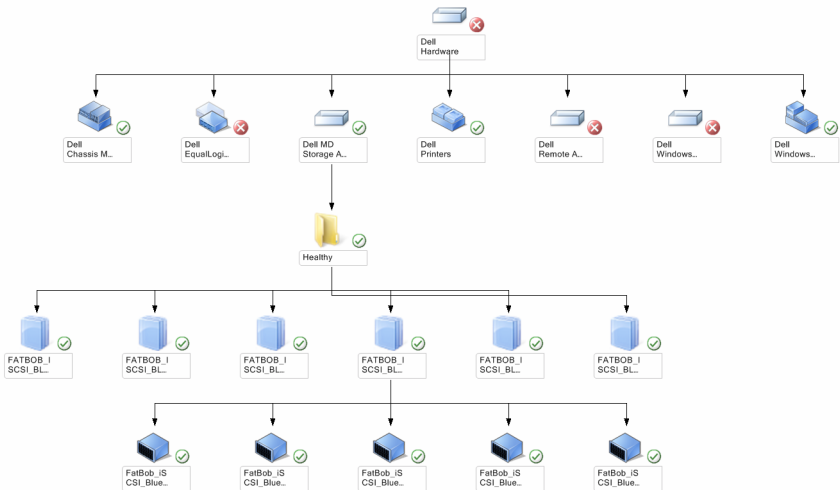 Dell
Hardware
Dell
Chassis M...
Dell
EqualLogi...
Dell MD
Storage A...
Dell
Printers
Dell
Remote A...
Dell
Windows...
Dell
Windows...
Healthy
FATBOB_I
SCSI_BL...
FATBOB_I
SCSI_BL...
FATBOB_I
SCSI_BL...
FATBOB_I
SCSI_BL...
FATBOB_I
SCSI_BL...
FATBOB_I
SCSI_BL...
FatBob_iS
CSI_Blue...
FatBob_iS
CSI_Blue...
FatBob_iS
CSI_Blue...
FatBob_iS
CSI_Blue...
FatBob_iS
CSI_Blue...